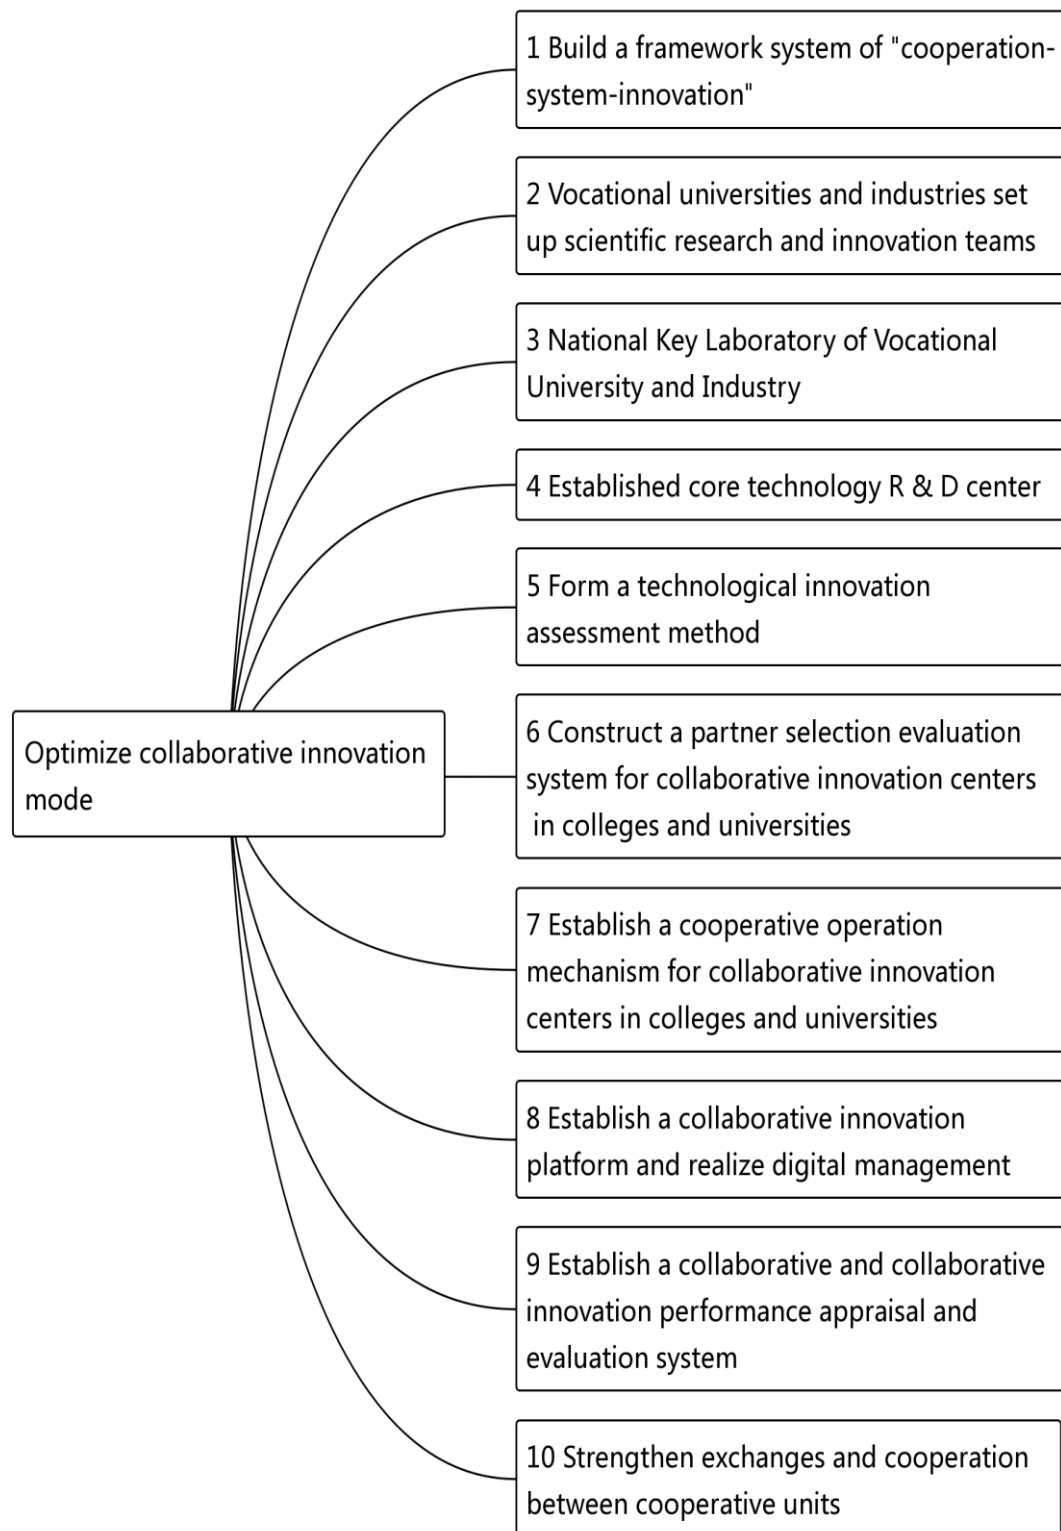 1 Build a framework system of "cooperation-
system-innovation"
2 Vocational universities and industries set
up scientific research and innovation teams
3 National Key Laboratory of Vocational
University and Industry
4 Established core technology R & D center
5 Form a technological innovation
assessment method
Optimize collaborative innovation
mode
6 Construct a partner selection evaluation
system for collaborative innovation centers
in colleges and universities
7 Establish a cooperative operation
mechanism for collaborative innovation
centers in colleges and universities
8 Establish a collaborative innovation
platform and realize digital management
9 Establish a collaborative and collaborative
innovation performance appraisal and
evaluation system
10 Strengthen exchanges and cooperation
between cooperative units